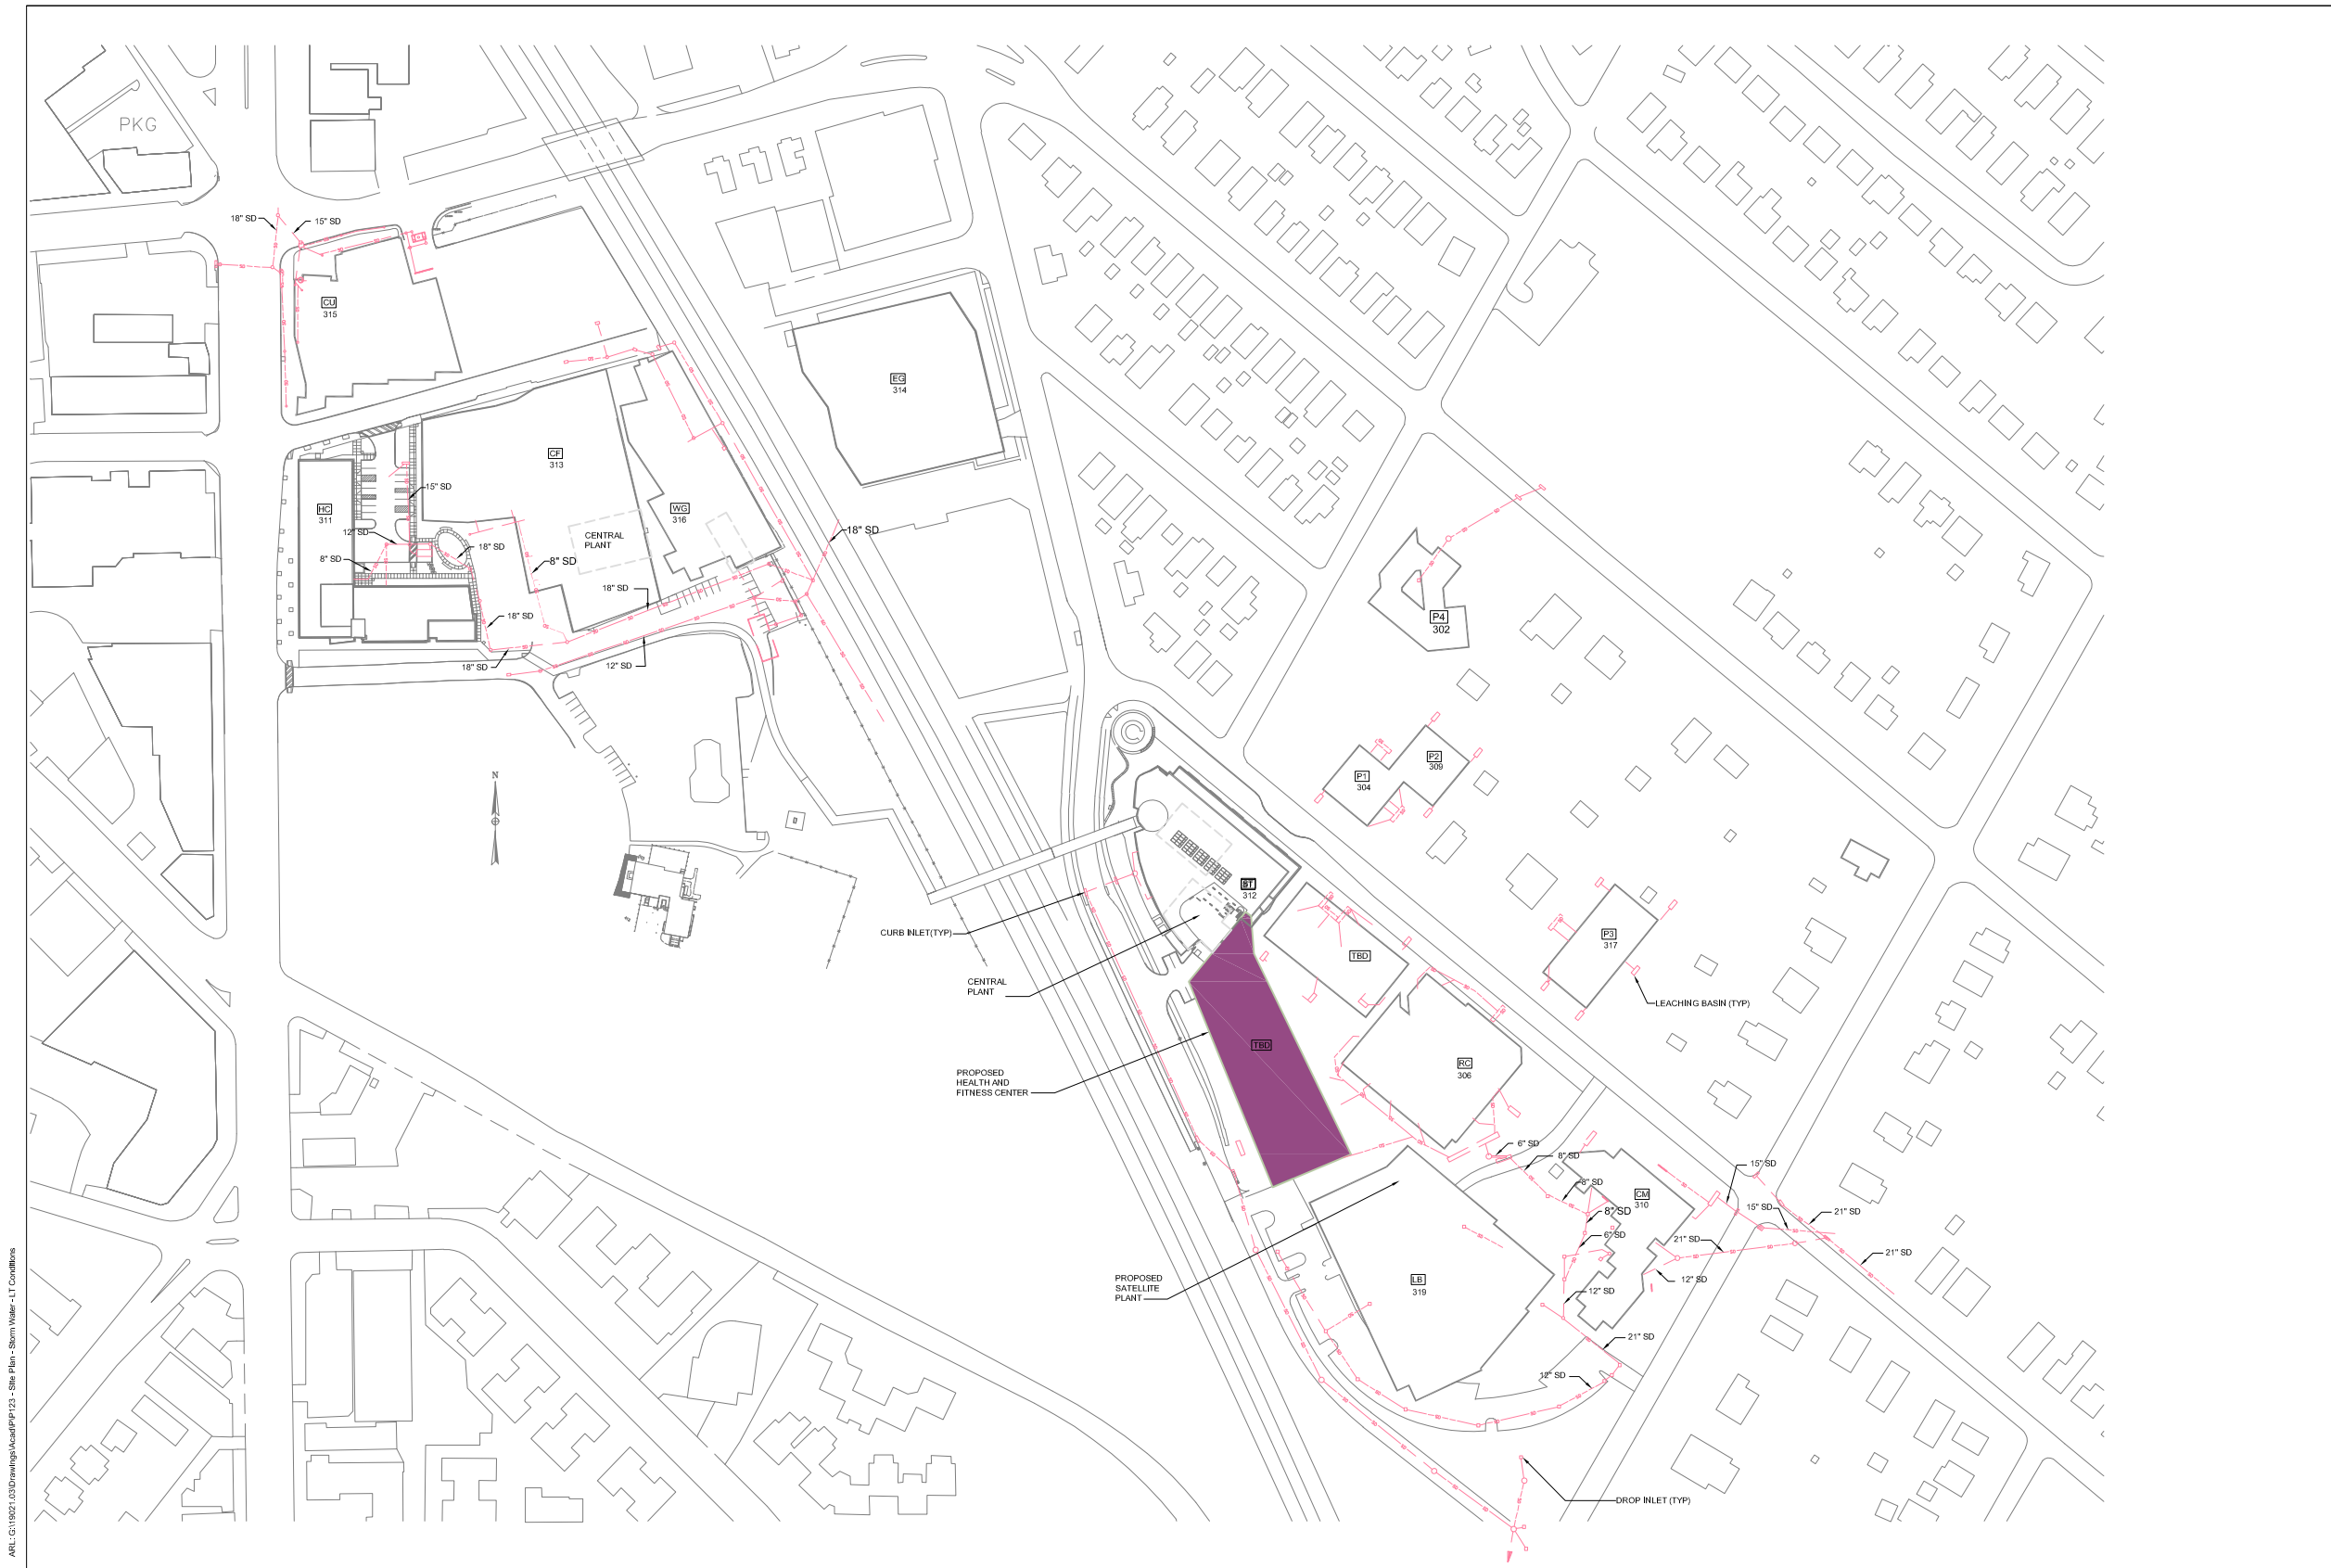 PKG
18" SD
15" SD
CU
315
EG
314
CF
313
15" SD
HC
311
WG
316
12" SD
18" SD
CENTRAL
PLANT
18" SD
8" SD
8" SD
18" SD
18" SD
12" SD
18" SD
P4
302
N
P2
309
P1
304
BT
312
CURB INLET(TYP)
P3
317
TBD
CENTRAL
PLANT
LEACHING BASIN (TYP)
TBD
RC
306
PROPOSED
HEALTH AND
FITNESS CENTER
6" SD
8" SD
15" SD
8" SD
CM
310
15" SD
8" SD
21" SD
6" SD
21" SD
21" SD
PROPOSED
SATELLITE
PLANT
LB
319
12" SD
12" SD
21" SD
12" SD
DROP INLET (TYP)
ARL: G:\19\021.03\Drawings\Acad\P\P123 - Site Plan - Storm Water - LT Conditions